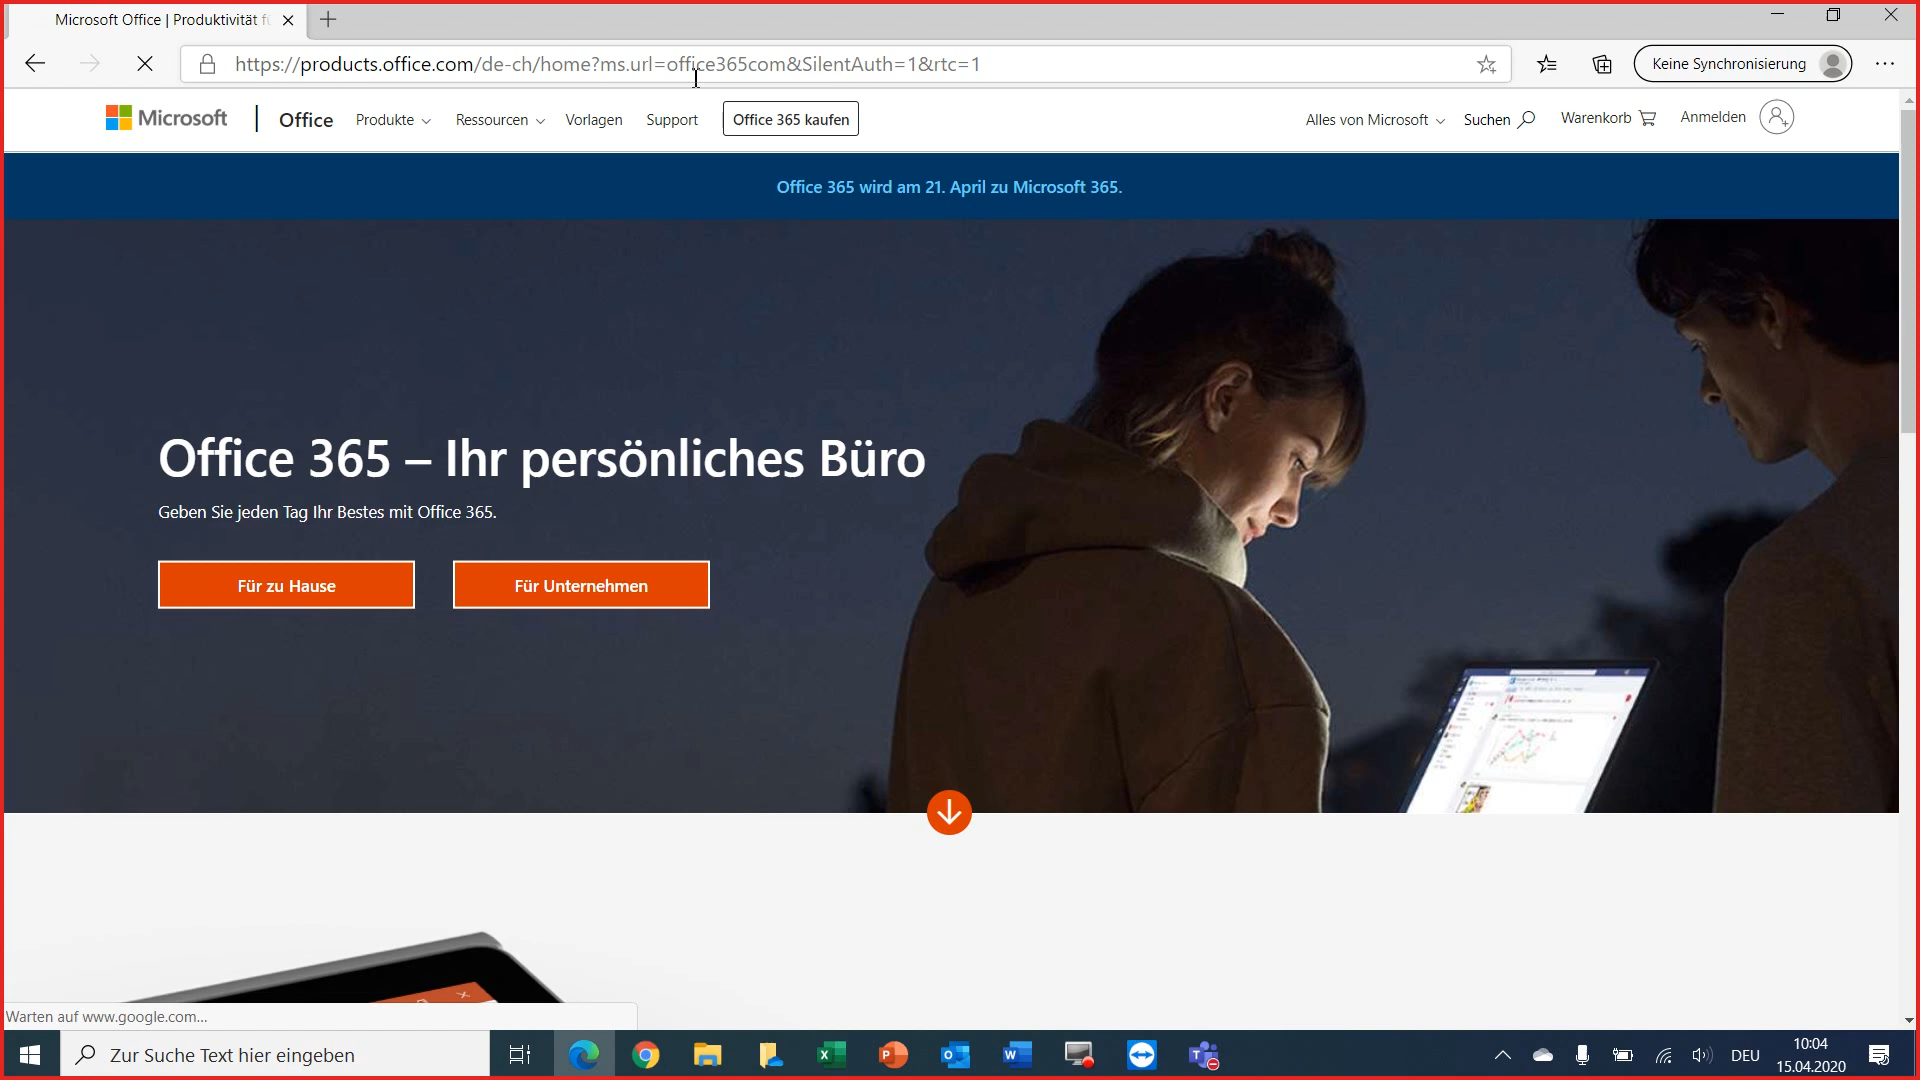 Microsoft Office | Produktivität fü
https://products.office.com/de-ch/home?ms.url=office365com&SilentAuth=1&rtc=1
Keine Synchronisierung
Microsoft
Office
Produkte
Ressourcen
Vorlagen
Support
Office 365 kaufen
Alles von Microsoft
Suchen
Warenkorb
Anmelden
Office 365 wird am 21. April zu Microsoft 365.
Office 365 – Ihr persönliches Büro
Geben Sie jeden Tag Ihr Bestes mit Office 365.
Für zu Hause
Für Unternehmen
Warten auf www.google.com...
Zur Suche Text hier eingeben
DEU
10:04
15.04.2020